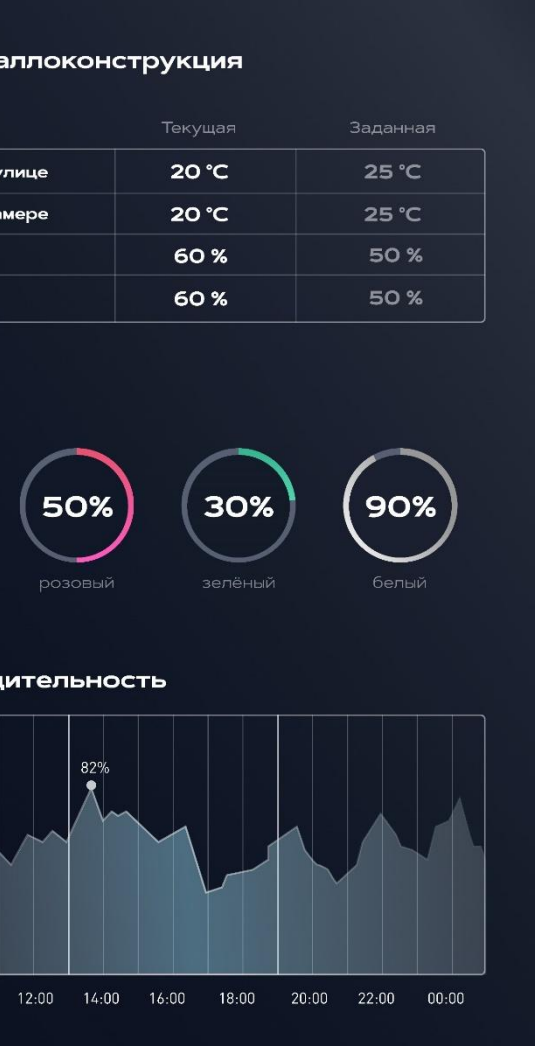 аллоконструкция
Текущая Заданная
улице 20 °C 25 °C
амере 20 °C 25 °C
60 % 50 %
60 % 50 %
50% 30% 90%
розовый зелёный белый
дительность
82%
12:00 14:00 16:00 18:00 20:00 22:00 00:00